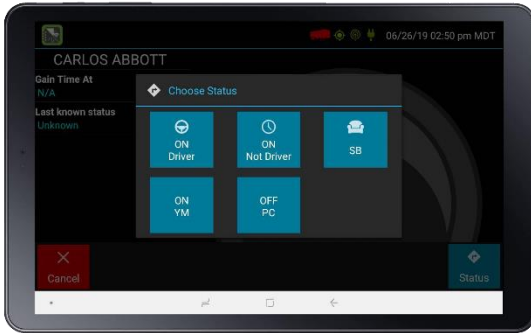 06/26/19 02:50 pm MDT
CARLOS ABBOTT
Gain Time At
N/A
Last known status
Unknown
Choose Status
ON
Driver
ON
Not Driver
SB
ON
YM
OFF
PC
Cancel
Status